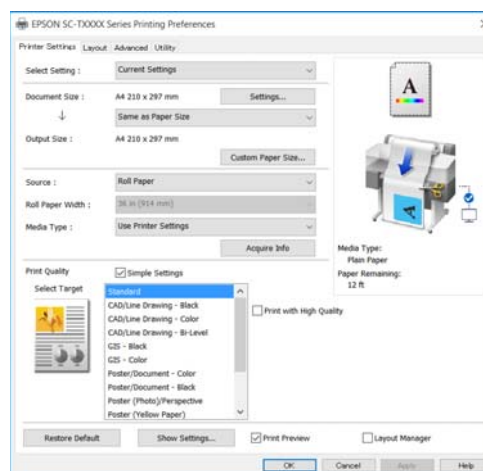 EPSON SC-TXXXX Series Printing Preferences
Printer Settings Layout Advanced Utility
Select Setting : Current Settings
Document Size : A4 210 x 297 mm Settings...
Same as Paper Size
Output Size : A4 210 x 297 mm
Custom Paper Size...
Source : Roll Paper
Roll Paper Width : 36 in (914 mm)
Media Type : Use Printer Settings
Acquire Info
A
Media Type:
Plain Paper
Paper Remaining:
12 ft
Print Quality Simple Settings
Select Target
Standard
CAD/Line Drawing - Black
CAD/Line Drawing - Color
CAD/Line Drawing - Bi-Level
GIS - Black
GIS - Color
Poster/Document - Color
Poster/Document - Black
Poster (Photo)/Perspective
Poster (Yellow Paper)
Print with High Quality
Restore Default Show Settings... Print Preview Layout Manager
OK Cancel Apply Help